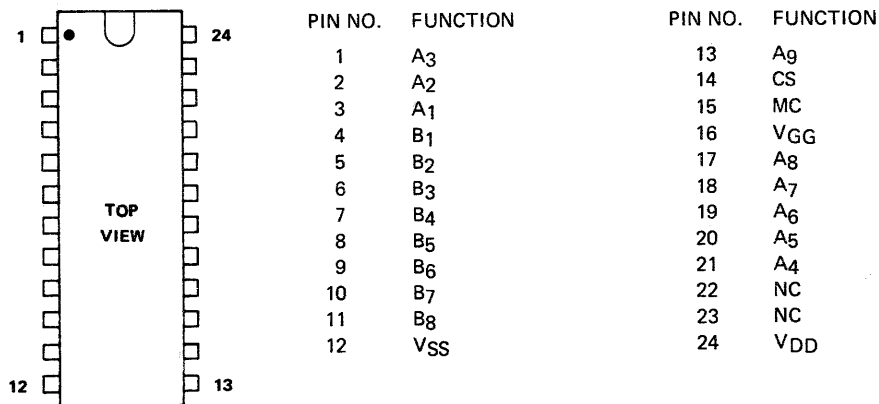 1
24
TOP
VIEW
12
13
PIN NO. FUNCTION
1 A3
2 A2
3 A1
4 B1
5 B2
6 B3
7 B4
8 B5
9 B6
10 B7
11 B8
12 VSS
PIN NO. FUNCTION
13 A9
14 CS
15 MC
16 VGG
17 A8
18 A7
19 A6
20 A5
21 A4
22 NC
23 NC
24 VDD